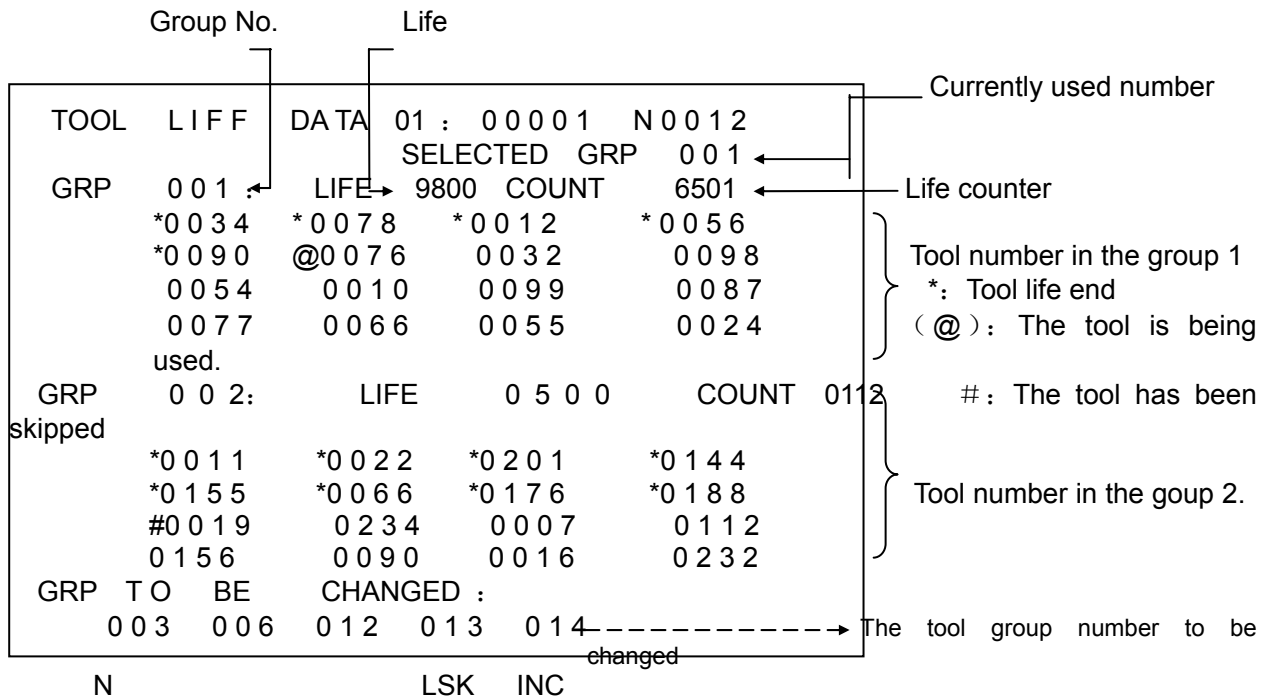 Group No. Life
Currently used number
TOOL LIFF DATA 01： 00001 N0012
SELECTED GRP 001
GRP 001： LIFE 9800 COUNT 6501 Life counter
*0034 *0078 *0012 *0056
*0090 @0076 0032 0098 Tool number in the group 1
0054 0010 0099 0087 *：Tool life end
0077 0066 0055 0024 （@）：The tool is being
used.
GRP 002： LIFE 0500 COUNT 0112 ＃：The tool has been
skipped
*0011 *0022 *0201 *0144
*0155 *0066 *0176 *0188 Tool number in the goup 2.
#0019 0234 0007 0112
0156 0090 0016 0232
GRP TO BE CHANGED：
003 006 012 013 014 The tool group number to be
changed
N LSK INC